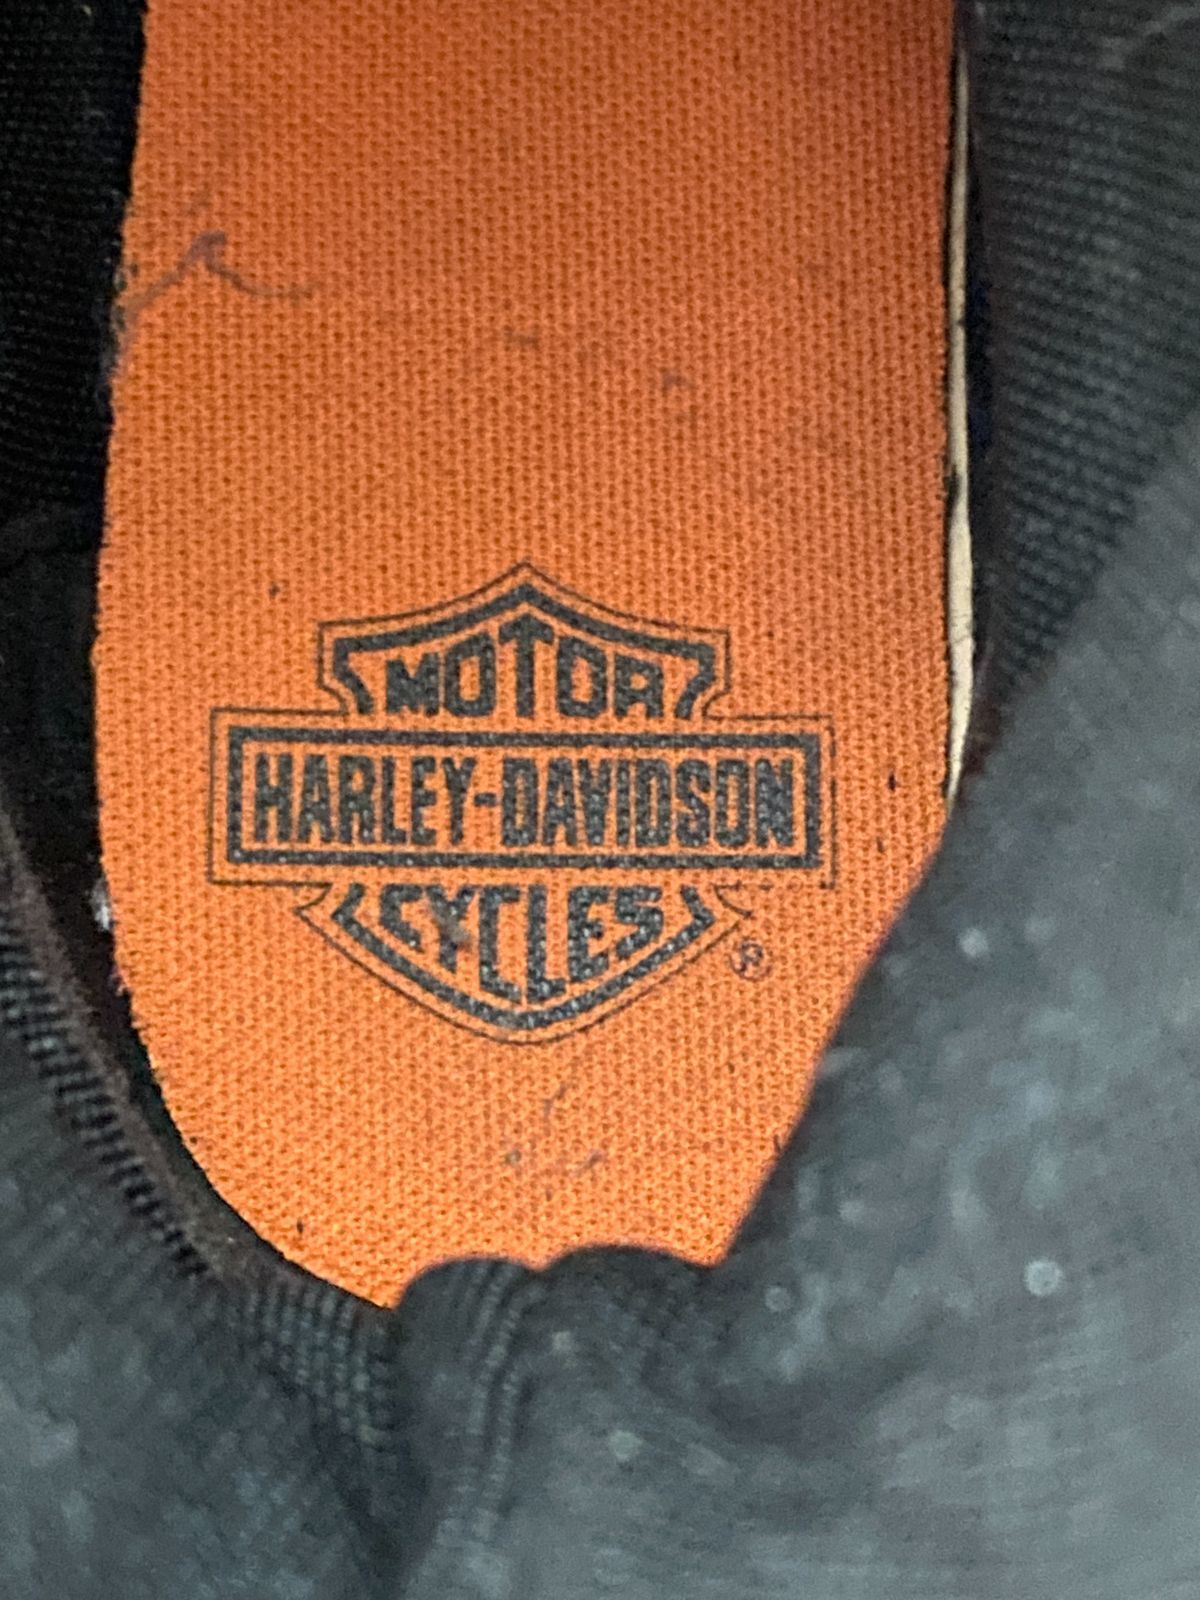 MOTOR
HARLEY-DAVIDSON
CYCLES
®